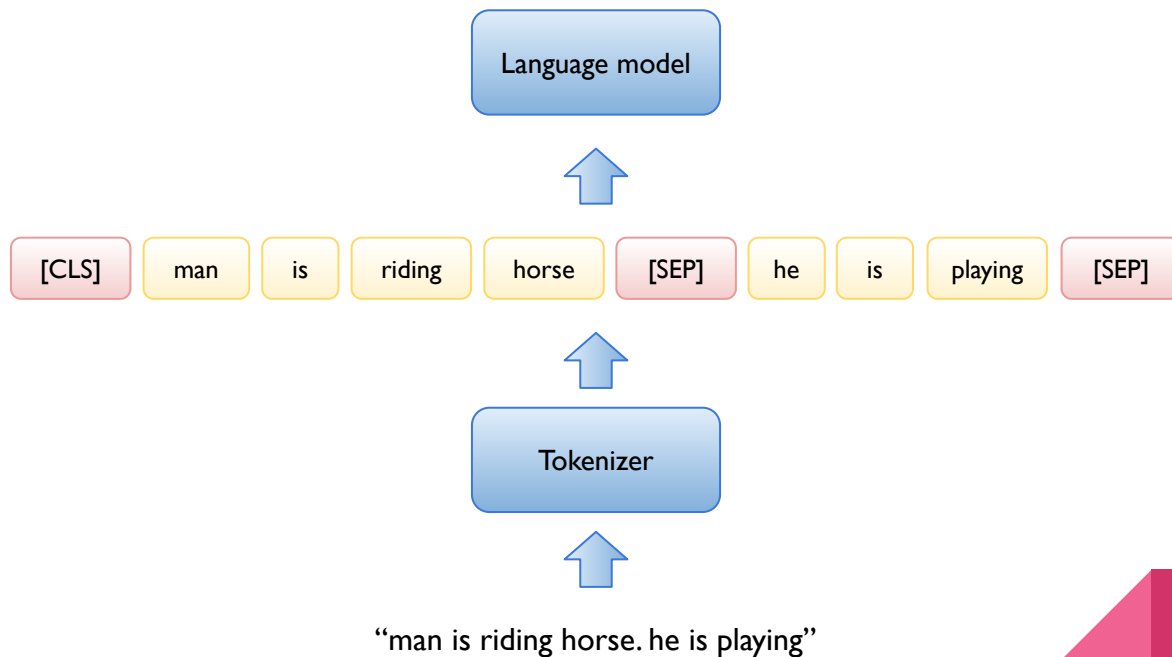 Language model
[CLS] man is riding horse [SEP] he is playing [SEP]
Tokenizer
“man is riding horse. he is playing”